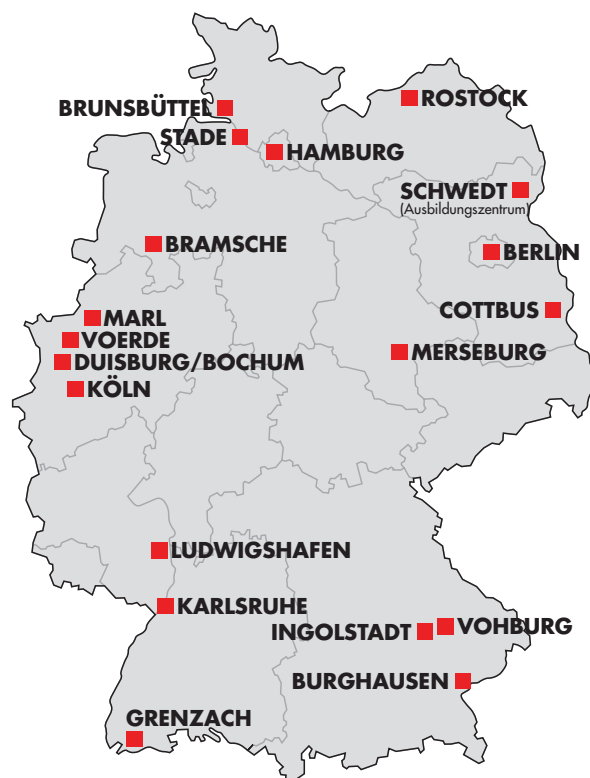 BRUNSBÜTTEL
ROSTOCK
STADE
HAMBURG
SCHWEDT
(Ausbildungszentrum)
BRAMSCHE
BERLIN
COTTBUS
MARL
VOERDE
MERSEBURG
DUISBURG/BOCHUM
KÖLN
LUDWIGSHAFEN
KARLSRUHE
VOHBURG
INGOLSTADT
BURGHAUSEN
GRENZACH